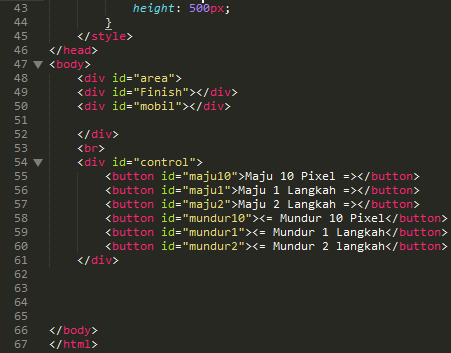 43 height: 500px;
44 }
45 </style>
46 </head>
47 <body>
48 <div id="area">
49 <div id="Finish"></div>
50 <div id="mobil"></div>
51
52 </div>
53 <br>
54 <div id="control">
55 <button id="maju10">Maju 10 Pixel =></button>
56 <button id="maju1">Maju 1 Langkah =></button>
57 <button id="maju2">Maju 2 Langkah =></button>
58 <button id="mundur10"><= Mundur 10 Pixel</button>
59 <button id="mundur1"><= Mundur 1 Langkah</button>
60 <button id="mundur2"><= Mundur 2 langkah</button>
61 </div>
62
63
64
65
66 </body>
67 </html>